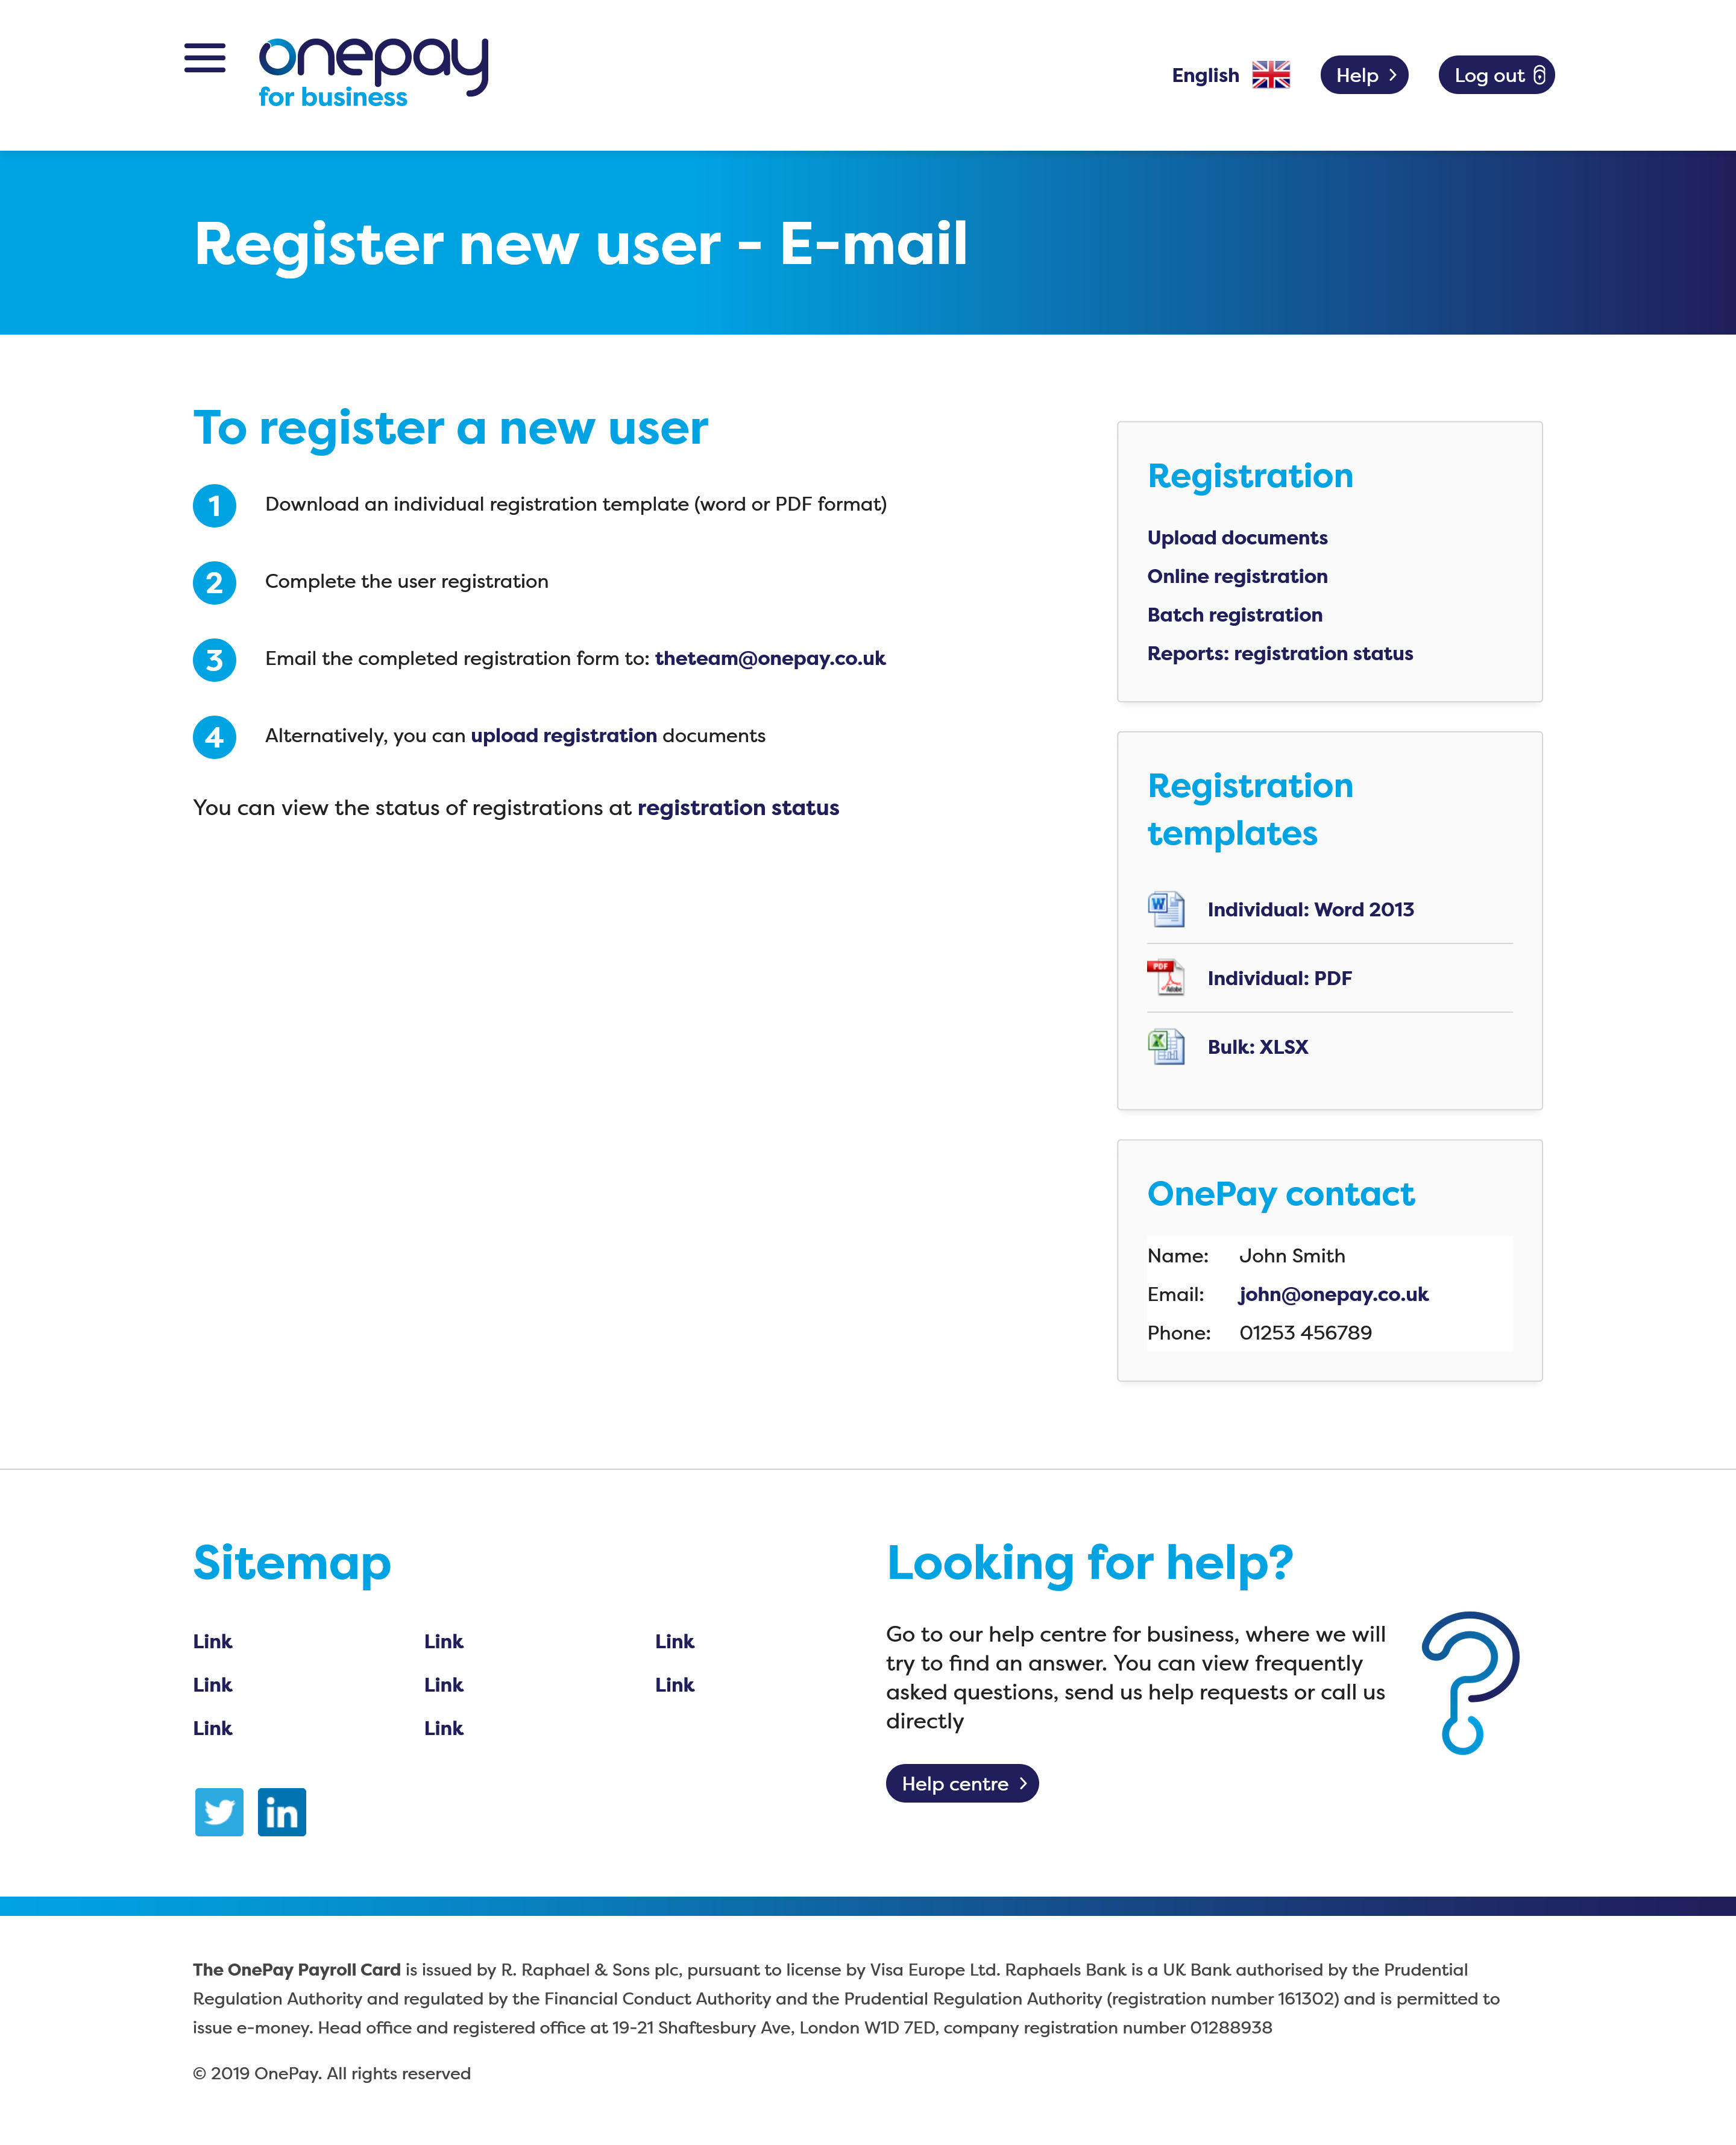 onepay
for business
English
Help
Log out
Register new user - E-mail
To register a new user
1 Download an individual registration template (word or PDF format)
2 Complete the user registration
3 Email the completed registration form to: theteam@onepay.co.uk
4 Alternatively, you can upload registration documents
You can view the status of registrations at registration status
Registration
Upload documents
Online registration
Batch registration
Reports: registration status
Registration
templates
W Individual: Word 2013
PDF Adobe Individual: PDF
X Bulk: XLSX
OnePay contact
Name: John Smith
Email: john@onepay.co.uk
Phone: 01253 456789
Sitemap
Link Link Link
Link Link Link
Link Link
in
Looking for help?
Go to our help centre for business, where we will
try to find an answer. You can view frequently
asked questions, send us help requests or call us
directly
Help centre
The OnePay Payroll Card is issued by R. Raphael & Sons plc, pursuant to license by Visa Europe Ltd. Raphaels Bank is a UK Bank authorised by the Prudential
Regulation Authority and regulated by the Financial Conduct Authority and the Prudential Regulation Authority (registration number 161302) and is permitted to
issue e-money. Head office and registered office at 19-21 Shaftesbury Ave, London W1D 7ED, company registration number 01288938
© 2019 OnePay. All rights reserved